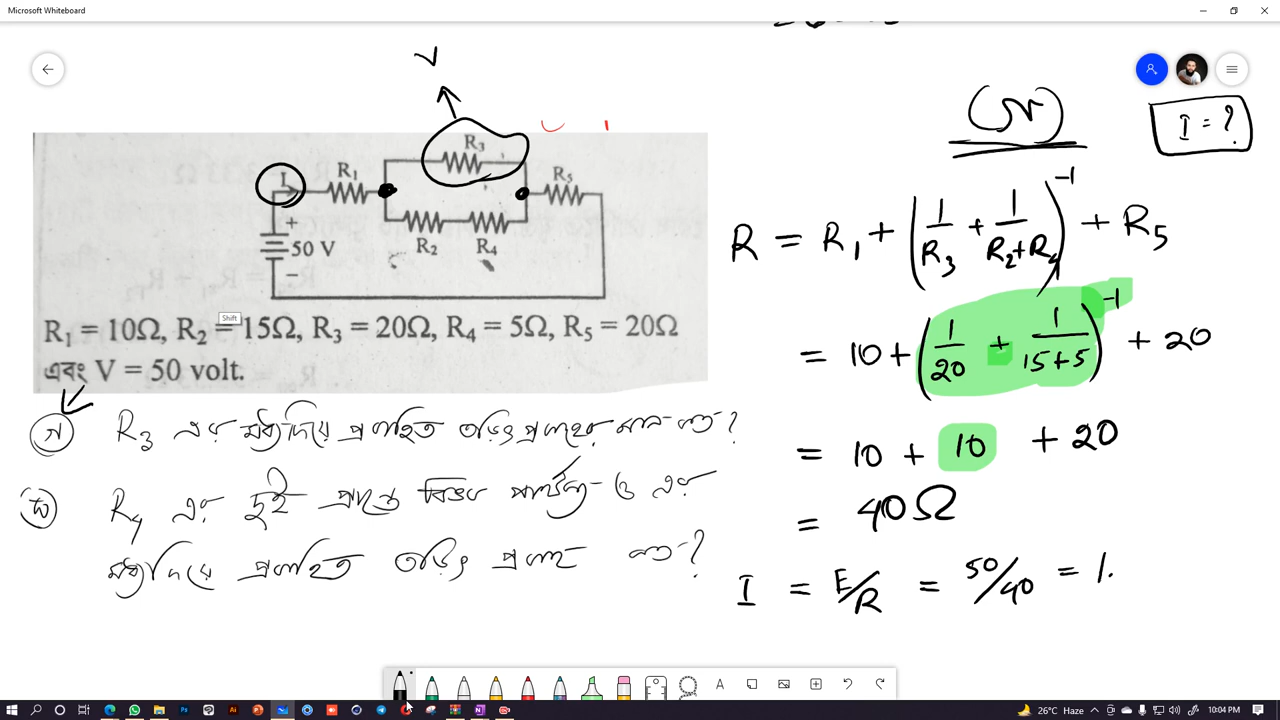 Microsoft Whiteboard
V
I = ?
(গ)
R₃
I
R₁
R₅
+
50 V
−
R₂
R₄
R = R₁ + (1/R₃ + 1/(R₂+R₄))⁻¹ + R₅
Shift
R₁ = 10Ω, R₂ = 15Ω, R₃ = 20Ω, R₄ = 5Ω, R₅ = 20Ω
এবং V = 50 volt.
= 10 + (1/20 + 1/(15+5))⁻¹ + 20
গ R₃ এর মধ্যদিয়ে প্রবাহিত তড়িৎ প্রবাহের মান কত?
= 10 + 10 + 20
ঘ R₄ এর দুই প্রান্তে বিভব পার্থক্য ও এর
= 40Ω
মধ্যদিয়ে প্রবাহিত তড়িৎ প্রবাহ কত?
I = E/R = 50/40 = 1.
26°C Haze
ENG
10:04 PM